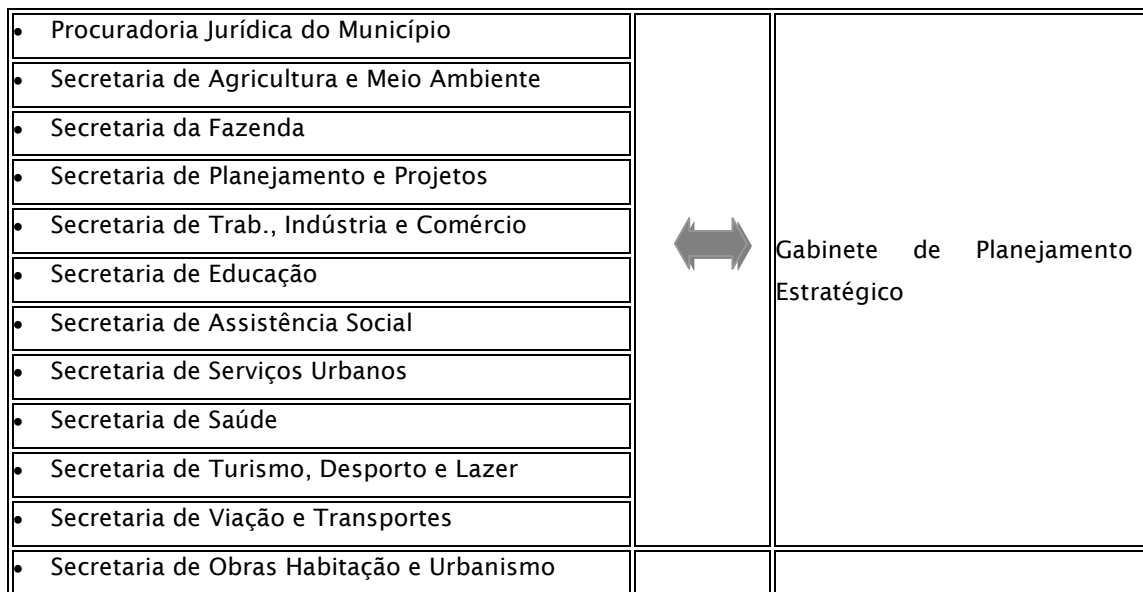 • Procuradoria Jurídica do Município
• Secretaria de Agricultura e Meio Ambiente
• Secretaria da Fazenda
• Secretaria de Planejamento e Projetos
• Secretaria de Trab., Indústria e Comércio
• Secretaria de Educação
• Secretaria de Assistência Social
• Secretaria de Serviços Urbanos
• Secretaria de Saúde
• Secretaria de Turismo, Desporto e Lazer
• Secretaria de Viação e Transportes
• Secretaria de Obras Habitação e Urbanismo
Gabinete de Planejamento
Estratégico